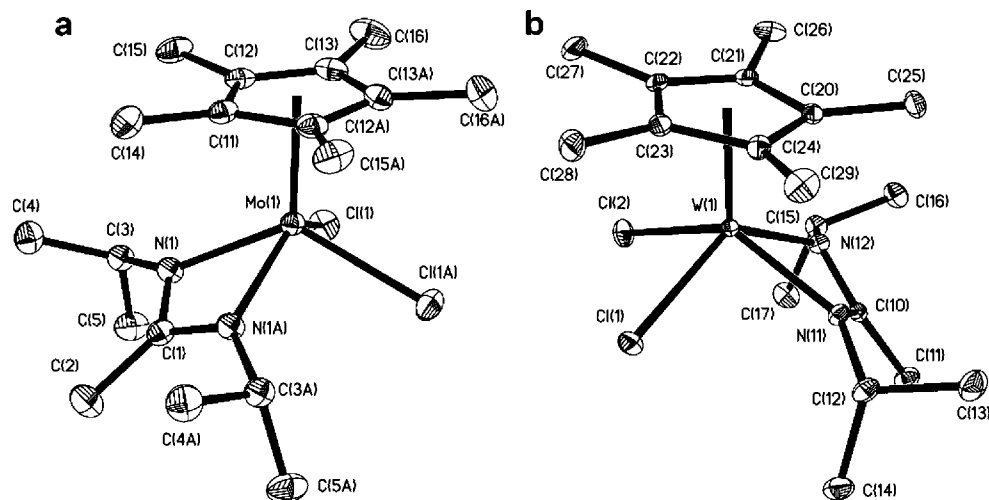 a
C(15)
C(12)
C(13)
C(16)
C(13A)
C(16A)
C(12A)
C(15A)
C(11)
C(14)
Mo(1)
Cl(1)
Cl(1A)
C(4)
C(3)
N(1)
C(5)
N(1A)
C(1)
C(2)
C(3A)
C(4A)
C(5A)
b
C(26)
C(21)
C(22)
C(27)
C(20)
C(25)
C(23)
C(24)
C(28)
C(29)
Cl(2)
W(1)
C(15)
C(16)
N(12)
C(17)
Cl(1)
N(11)
C(10)
C(11)
C(12)
C(13)
C(14)